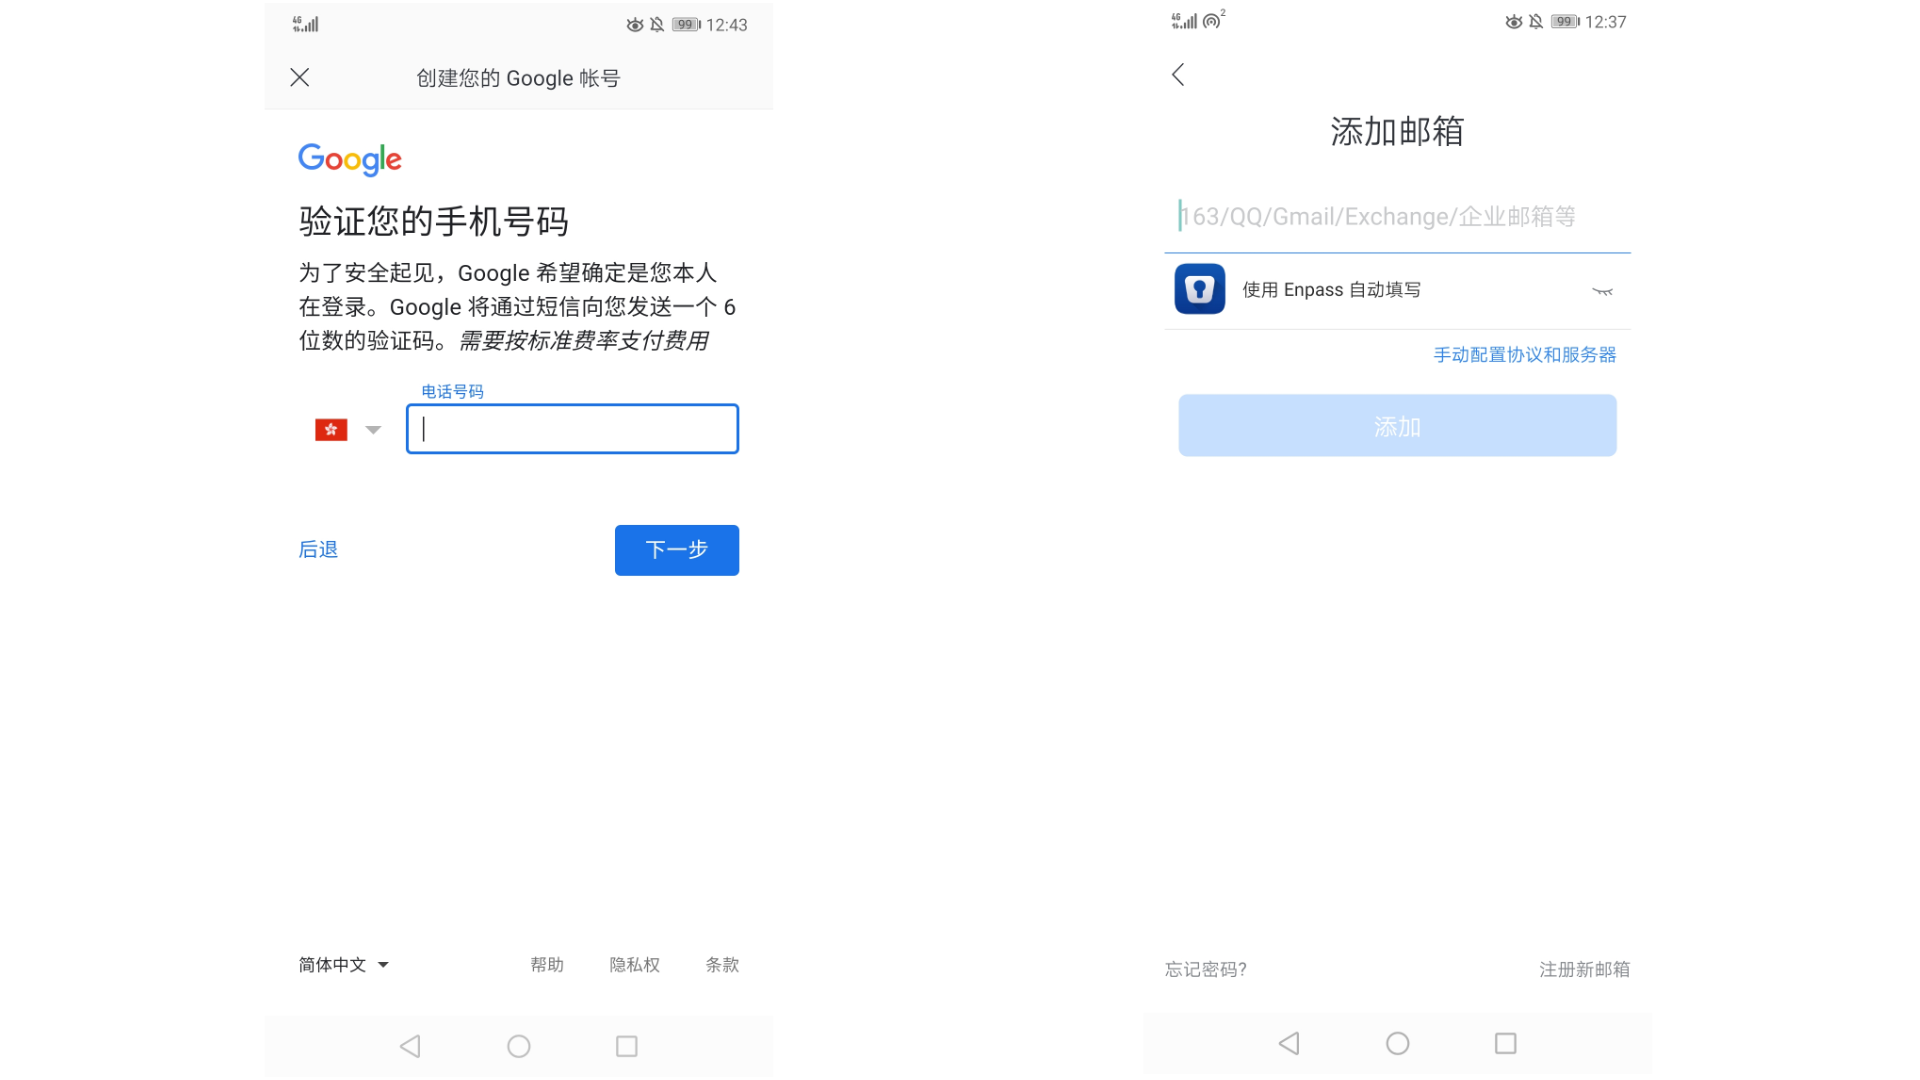 4G
99 12:43
创建您的 Google 帐号
Google
验证您的手机号码
为了安全起见，Google 希望确定是您本人
在登录。Google 将通过短信向您发送一个 6
位数的验证码。需要按标准费率支付费用
电话号码
后退
下一步
简体中文
帮助
隐私权
条款
4G 2
99 12:37
添加邮箱
163/QQ/Gmail/Exchange/企业邮箱等
使用 Enpass 自动填写
手动配置协议和服务器
添加
忘记密码?
注册新邮箱